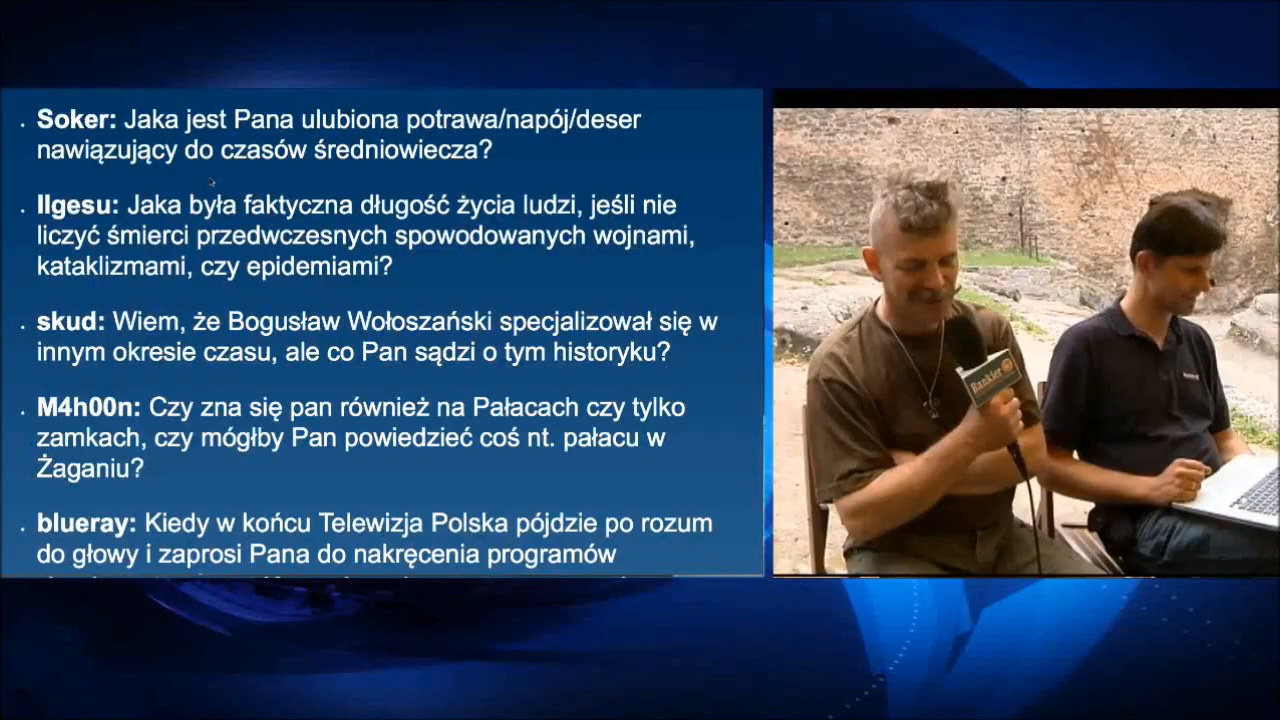 Soker: Jaka jest Pana ulubiona potrawa/napój/deser
nawiązujący do czasów średniowiecza?
Ilgesu: Jaka była faktyczna długość życia ludzi, jeśli nie
liczyć śmierci przedwczesnych spowodowanych wojnami,
kataklizmami, czy epidemiami?
skud: Wiem, że Bogusław Wołoszański specjalizował się w
innym okresie czasu, ale co Pan sądzi o tym historyku?
M4h00n: Czy zna się pan również na Pałacach czy tylko
zamkach, czy mógłby Pan powiedzieć coś nt. pałacu w
Żaganiu?
blueray: Kiedy w końcu Telewizja Polska pójdzie po rozum
do głowy i zaprosi Pana do nakręcenia programów
Bankier